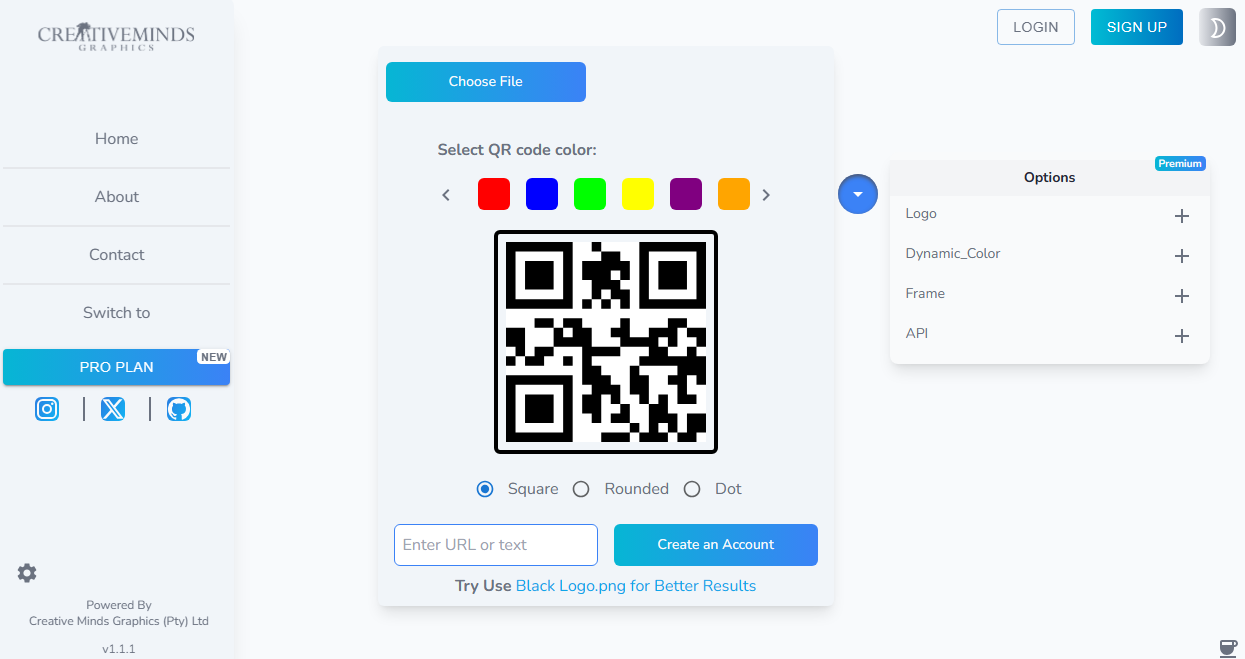 CREATIVEMINDS
GRAPHICS
Home
About
Contact
Switch to
PRO PLAN
NEW
Powered By
Creative Minds Graphics (Pty) Ltd
v1.1.1
Choose File
Select QR code color:
Square
Rounded
Dot
Enter URL or text
Create an Account
Try Use Black Logo.png for Better Results
LOGIN
SIGN UP
Premium
Options
Logo
Dynamic_Color
Frame
API